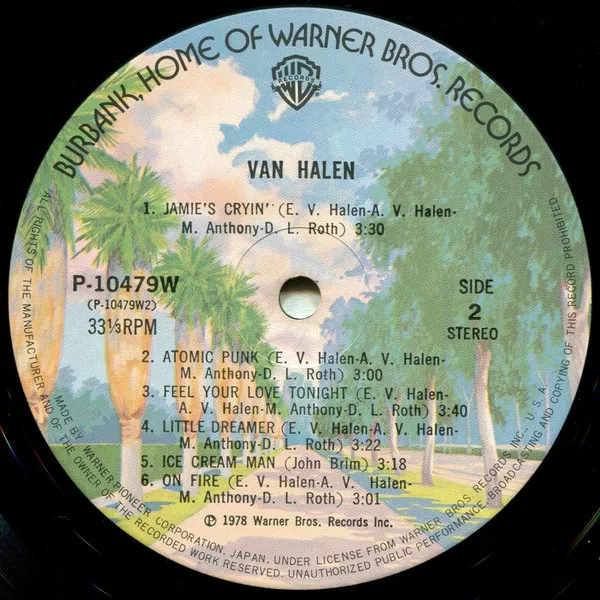 BURBANK, HOME OF WARNER BROS. RECORDS
RECORDS
VAN HALEN
1. JAMIE'S CRYIN' (E. V. Halen-A. V. Halen-
M. Anthony-D. L. Roth) 3:30
P-10479W
(P-10479W2)
33⅓RPM
SIDE
2
STEREO
2. ATOMIC PUNK (E. V. Halen-A. V. Halen-
M. Anthony-D. L. Roth) 3:00
3. FEEL YOUR LOVE TONIGHT (E. V. Halen-
A. V. Halen-M. Anthony-D. L. Roth) 3:40
4. LITTLE DREAMER (E. V. Halen-A. V. Halen-
M. Anthony-D. L. Roth) 3:22
5. ICE CREAM MAN (John Brim) 3:18
6. ON FIRE (E. V. Halen-A. V. Halen-
M. Anthony-D. L. Roth) 3:01
Ⓟ 1978 Warner Bros. Records Inc.
MADE BY WARNER-PIONEER CORPORATION, JAPAN, UNDER LICENSE FROM WARNER BROS. RECORDS INC., U.S.A.
ALL RIGHTS OF THE MANUFACTURER AND OF THE OWNER OF THE RECORDED WORK RESERVED. UNAUTHORIZED PUBLIC PERFORMANCE, BROADCASTING AND COPYING OF THIS RECORD PROHIBITED.